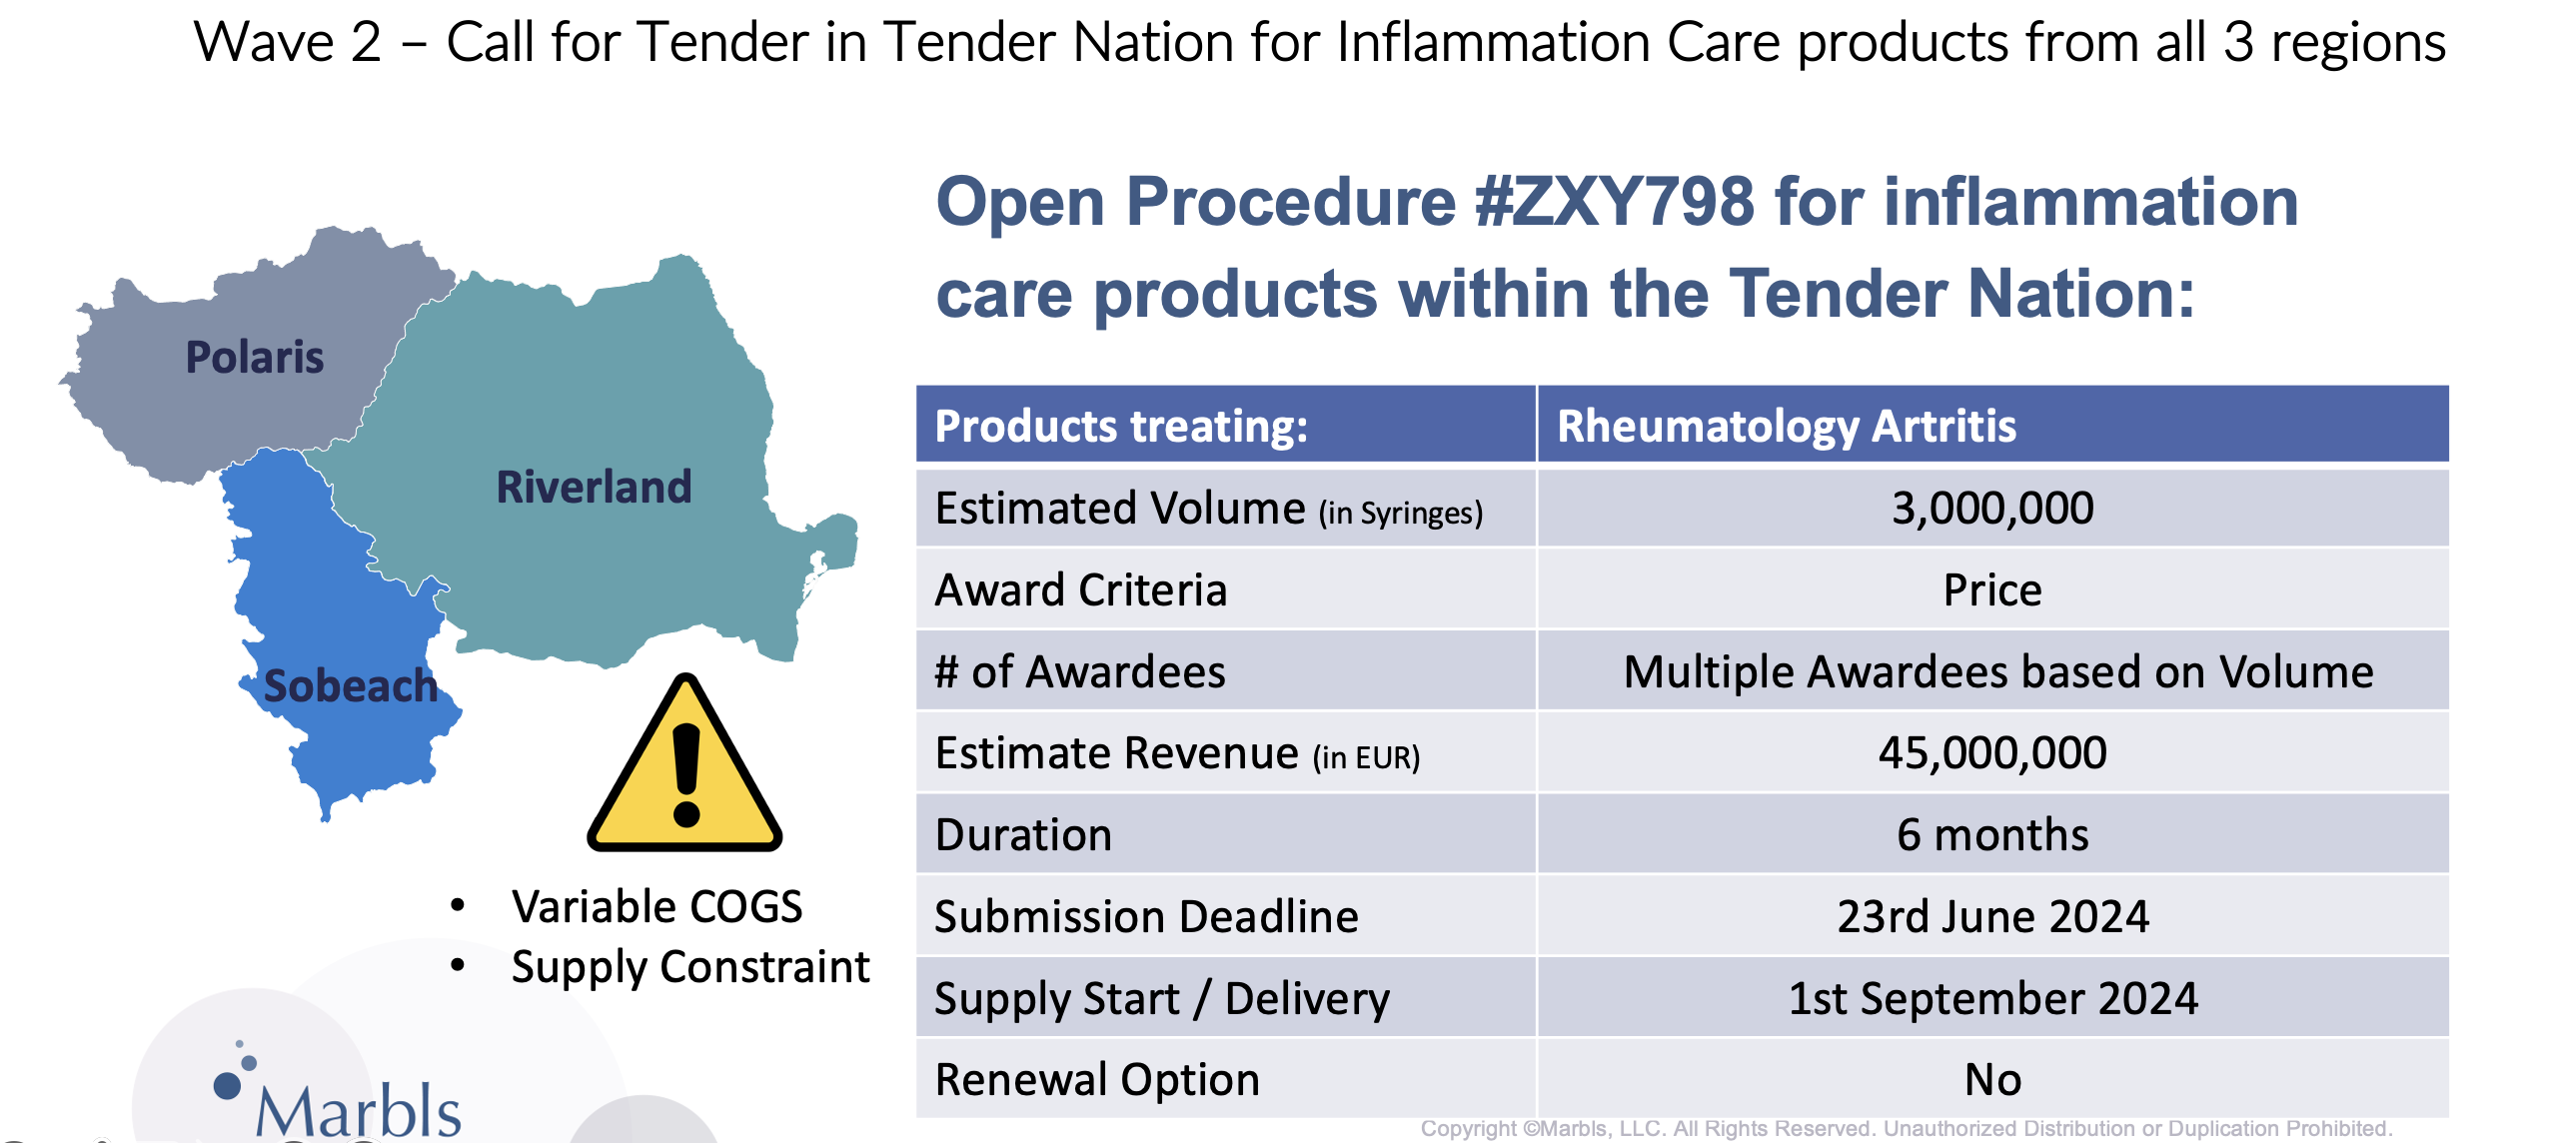 Wave 2 – Call for Tender in Tender Nation for Inflammation Care products from all 3 regions
Open Procedure #ZXY798 for inflammation
care products within the Tender Nation:
Polaris
Riverland
Sobeach
• Variable COGS
• Supply Constraint
Products treating: Rheumatology Artritis
Estimated Volume (in Syringes) 3,000,000
Award Criteria Price
# of Awardees Multiple Awardees based on Volume
Estimate Revenue (in EUR) 45,000,000
Duration 6 months
Submission Deadline 23rd June 2024
Supply Start / Delivery 1st September 2024
Renewal Option No
Marbls
Copyright ©Marbls, LLC. All Rights Reserved. Unauthorized Distribution or Duplication Prohibited.